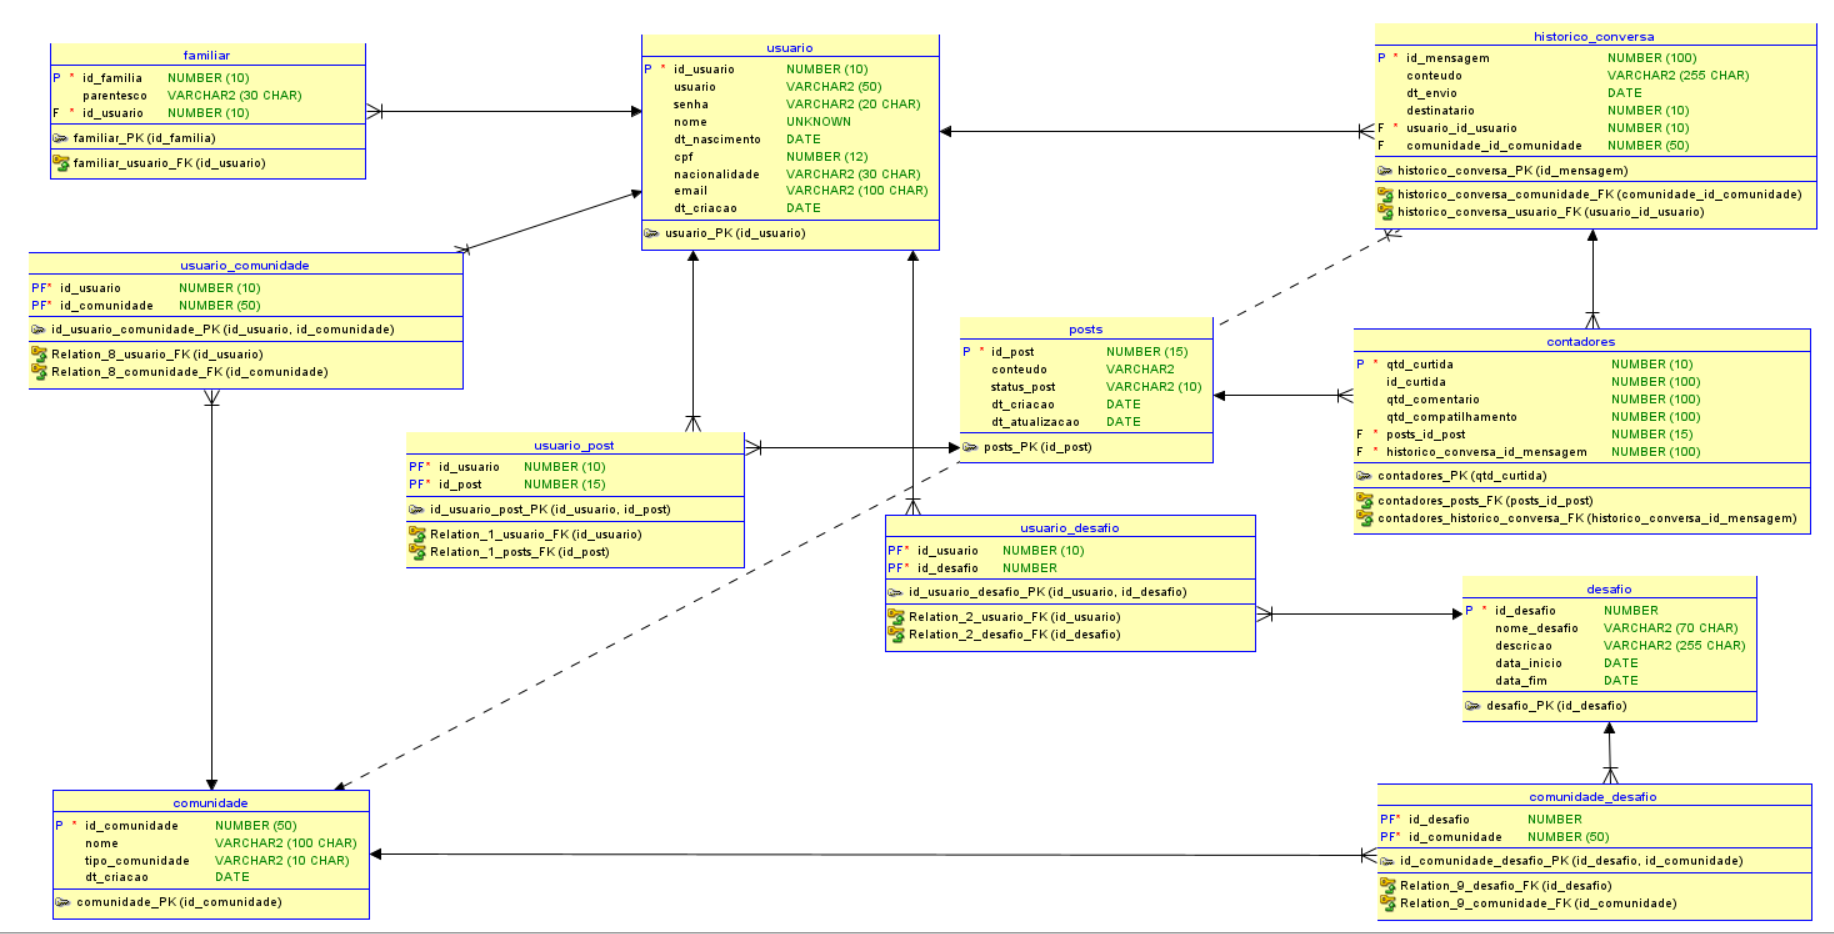 familiar
P * id_familia NUMBER (10)
parentesco VARCHAR2 (30 CHAR)
F * id_usuario NUMBER (10)
familiar_PK (id_familia)
familiar_usuario_FK (id_usuario)
usuario
P * id_usuario NUMBER (10)
usuario VARCHAR2 (50)
senha VARCHAR2 (20 CHAR)
nome UNKNOWN
dt_nascimento DATE
cpf NUMBER (12)
nacionalidade VARCHAR2 (30 CHAR)
email VARCHAR2 (100 CHAR)
dt_criacao DATE
usuario_PK (id_usuario)
historico_conversa
P * id_mensagem NUMBER (100)
conteudo VARCHAR2 (255 CHAR)
dt_envio DATE
destinatario NUMBER (10)
F * usuario_id_usuario NUMBER (10)
F comunidade_id_comunidade NUMBER (50)
historico_conversa_PK (id_mensagem)
historico_conversa_comunidade_FK (comunidade_id_comunidade)
historico_conversa_usuario_FK (usuario_id_usuario)
usuario_comunidade
PF* id_usuario NUMBER (10)
PF* id_comunidade NUMBER (50)
id_usuario_comunidade_PK (id_usuario, id_comunidade)
Relation_8_usuario_FK (id_usuario)
Relation_8_comunidade_FK (id_comunidade)
posts
P * id_post NUMBER (15)
conteudo VARCHAR2
status_post VARCHAR2 (10)
dt_criacao DATE
dt_atualizacao DATE
posts_PK (id_post)
contadores
P * qtd_curtida NUMBER (10)
id_curtida NUMBER (100)
qtd_comentario NUMBER (100)
qtd_compatilhamento NUMBER (100)
F * posts_id_post NUMBER (15)
F * historico_conversa_id_mensagem NUMBER (100)
contadores_PK (qtd_curtida)
contadores_posts_FK (posts_id_post)
contadores_historico_conversa_FK (historico_conversa_id_mensagem)
usuario_post
PF* id_usuario NUMBER (10)
PF* id_post NUMBER (15)
id_usuario_post_PK (id_usuario, id_post)
Relation_1_usuario_FK (id_usuario)
Relation_1_posts_FK (id_post)
usuario_desafio
PF* id_usuario NUMBER (10)
PF* id_desafio NUMBER
id_usuario_desafio_PK (id_usuario, id_desafio)
Relation_2_usuario_FK (id_usuario)
Relation_2_desafio_FK (id_desafio)
desafio
P * id_desafio NUMBER
nome_desafio VARCHAR2 (70 CHAR)
descricao VARCHAR2 (255 CHAR)
data_inicio DATE
data_fim DATE
desafio_PK (id_desafio)
comunidade
P * id_comunidade NUMBER (50)
nome VARCHAR2 (100 CHAR)
tipo_comunidade VARCHAR2 (10 CHAR)
dt_criacao DATE
comunidade_PK (id_comunidade)
comunidade_desafio
PF* id_desafio NUMBER
PF* id_comunidade NUMBER (50)
id_comunidade_desafio_PK (id_desafio, id_comunidade)
Relation_9_desafio_FK (id_desafio)
Relation_9_comunidade_FK (id_comunidade)